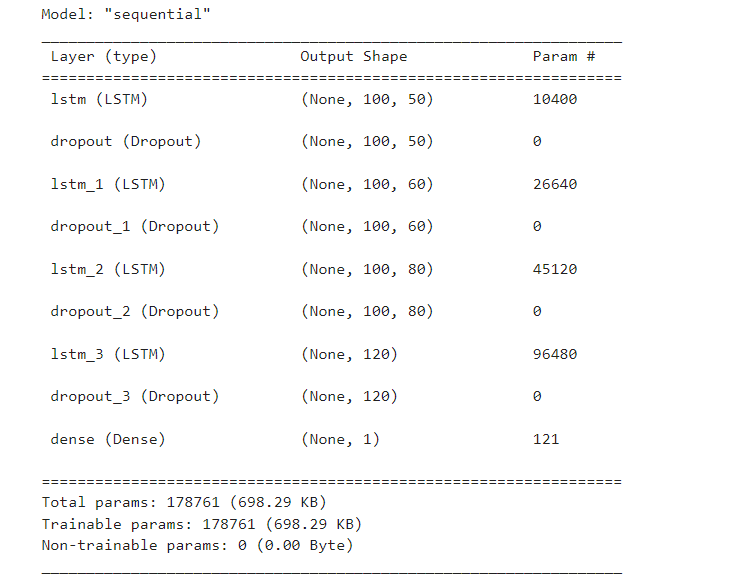 Model: "sequential"
_________________________________________________________________
Layer (type) Output Shape Param #
=================================================================
lstm (LSTM) (None, 100, 50) 10400
dropout (Dropout) (None, 100, 50) 0
lstm_1 (LSTM) (None, 100, 60) 26640
dropout_1 (Dropout) (None, 100, 60) 0
lstm_2 (LSTM) (None, 100, 80) 45120
dropout_2 (Dropout) (None, 100, 80) 0
lstm_3 (LSTM) (None, 120) 96480
dropout_3 (Dropout) (None, 120) 0
dense (Dense) (None, 1) 121
=================================================================
Total params: 178761 (698.29 KB)
Trainable params: 178761 (698.29 KB)
Non-trainable params: 0 (0.00 Byte)
_________________________________________________________________